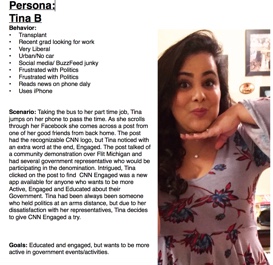 Persona:
Tina B
Behavior:
• Transplant
• Recent grad looking for work
• Very Liberal
• Urban/No car
• Social media/ BuzzFeed junky
• Frustrated with Politics
• Frustrated with Politics
• Reads news on phone daly
• Uses iPhone
Scenario: Taking the bus to her part time job, Tina
jumps on her phone to pass the time. As she scrolls
through her Facebook she comes across a post from
one of her good friends from back home. The post
had the recognizable CNN logo, but Tina noticed with
an extra word at the end, Engaged. The post talked of
a community demonstration over Flit Michigan and
had several government representative who would be
participating in the denomination. Intrigued, Tina
clicked on the post to find CNN Engaged was a new
app available for anyone who wants to be more
Active, Engaged and Educated about their
Government. Tina had been always been someone
who held politics at an arms distance, but due to her
dissatisfaction with her representatives, Tina decides
to give CNN Engaged a try.
Goals: Educated and engaged, but wants to be more
active in government events/activities.